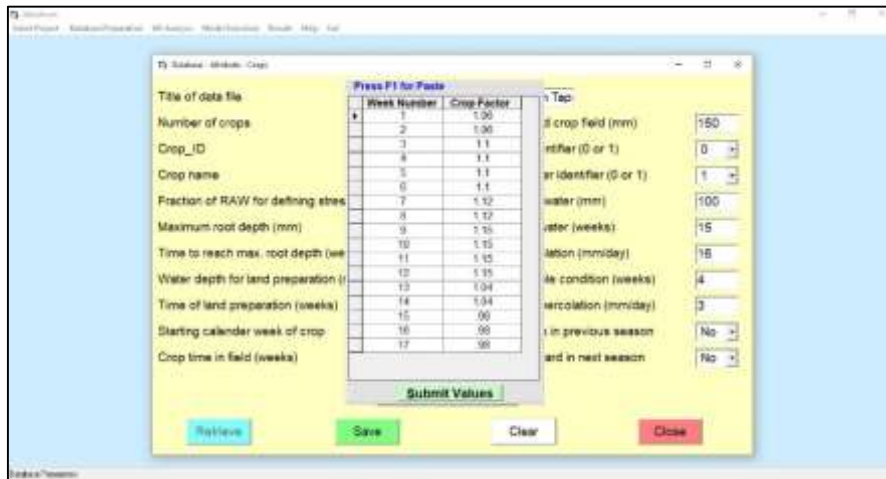 Database - Attribute - Crops
Title of data file
Number of crops
Crop_ID
Crop name
Fraction of RAW for defining stres
Maximum root depth (mm)
Time to reach max. root depth (we
Water depth for land preparation (
Time of land preparation (weeks)
Starting calender week of crop
Crop time in field (weeks)
Press F1 for Paste
Week Number Crop Factor
1 1.06
2 1.06
3 1.1
4 1.1
5 1.1
6 1.1
7 1.12
8 1.12
9 1.15
10 1.15
11 1.15
12 1.15
13 1.04
14 1.04
15 98
16 98
17 98
Submit Values
n Tap
d crop field (mm) 150
ntifier (0 or 1) 0
er identifier (0 or 1) 1
water (mm) 100
water (weeks) 15
lation (mm/day) 16
le condition (weeks) 4
ercolation (mm/day) 3
in previous season No
ard in next season No
Retrieve Save Clear Close